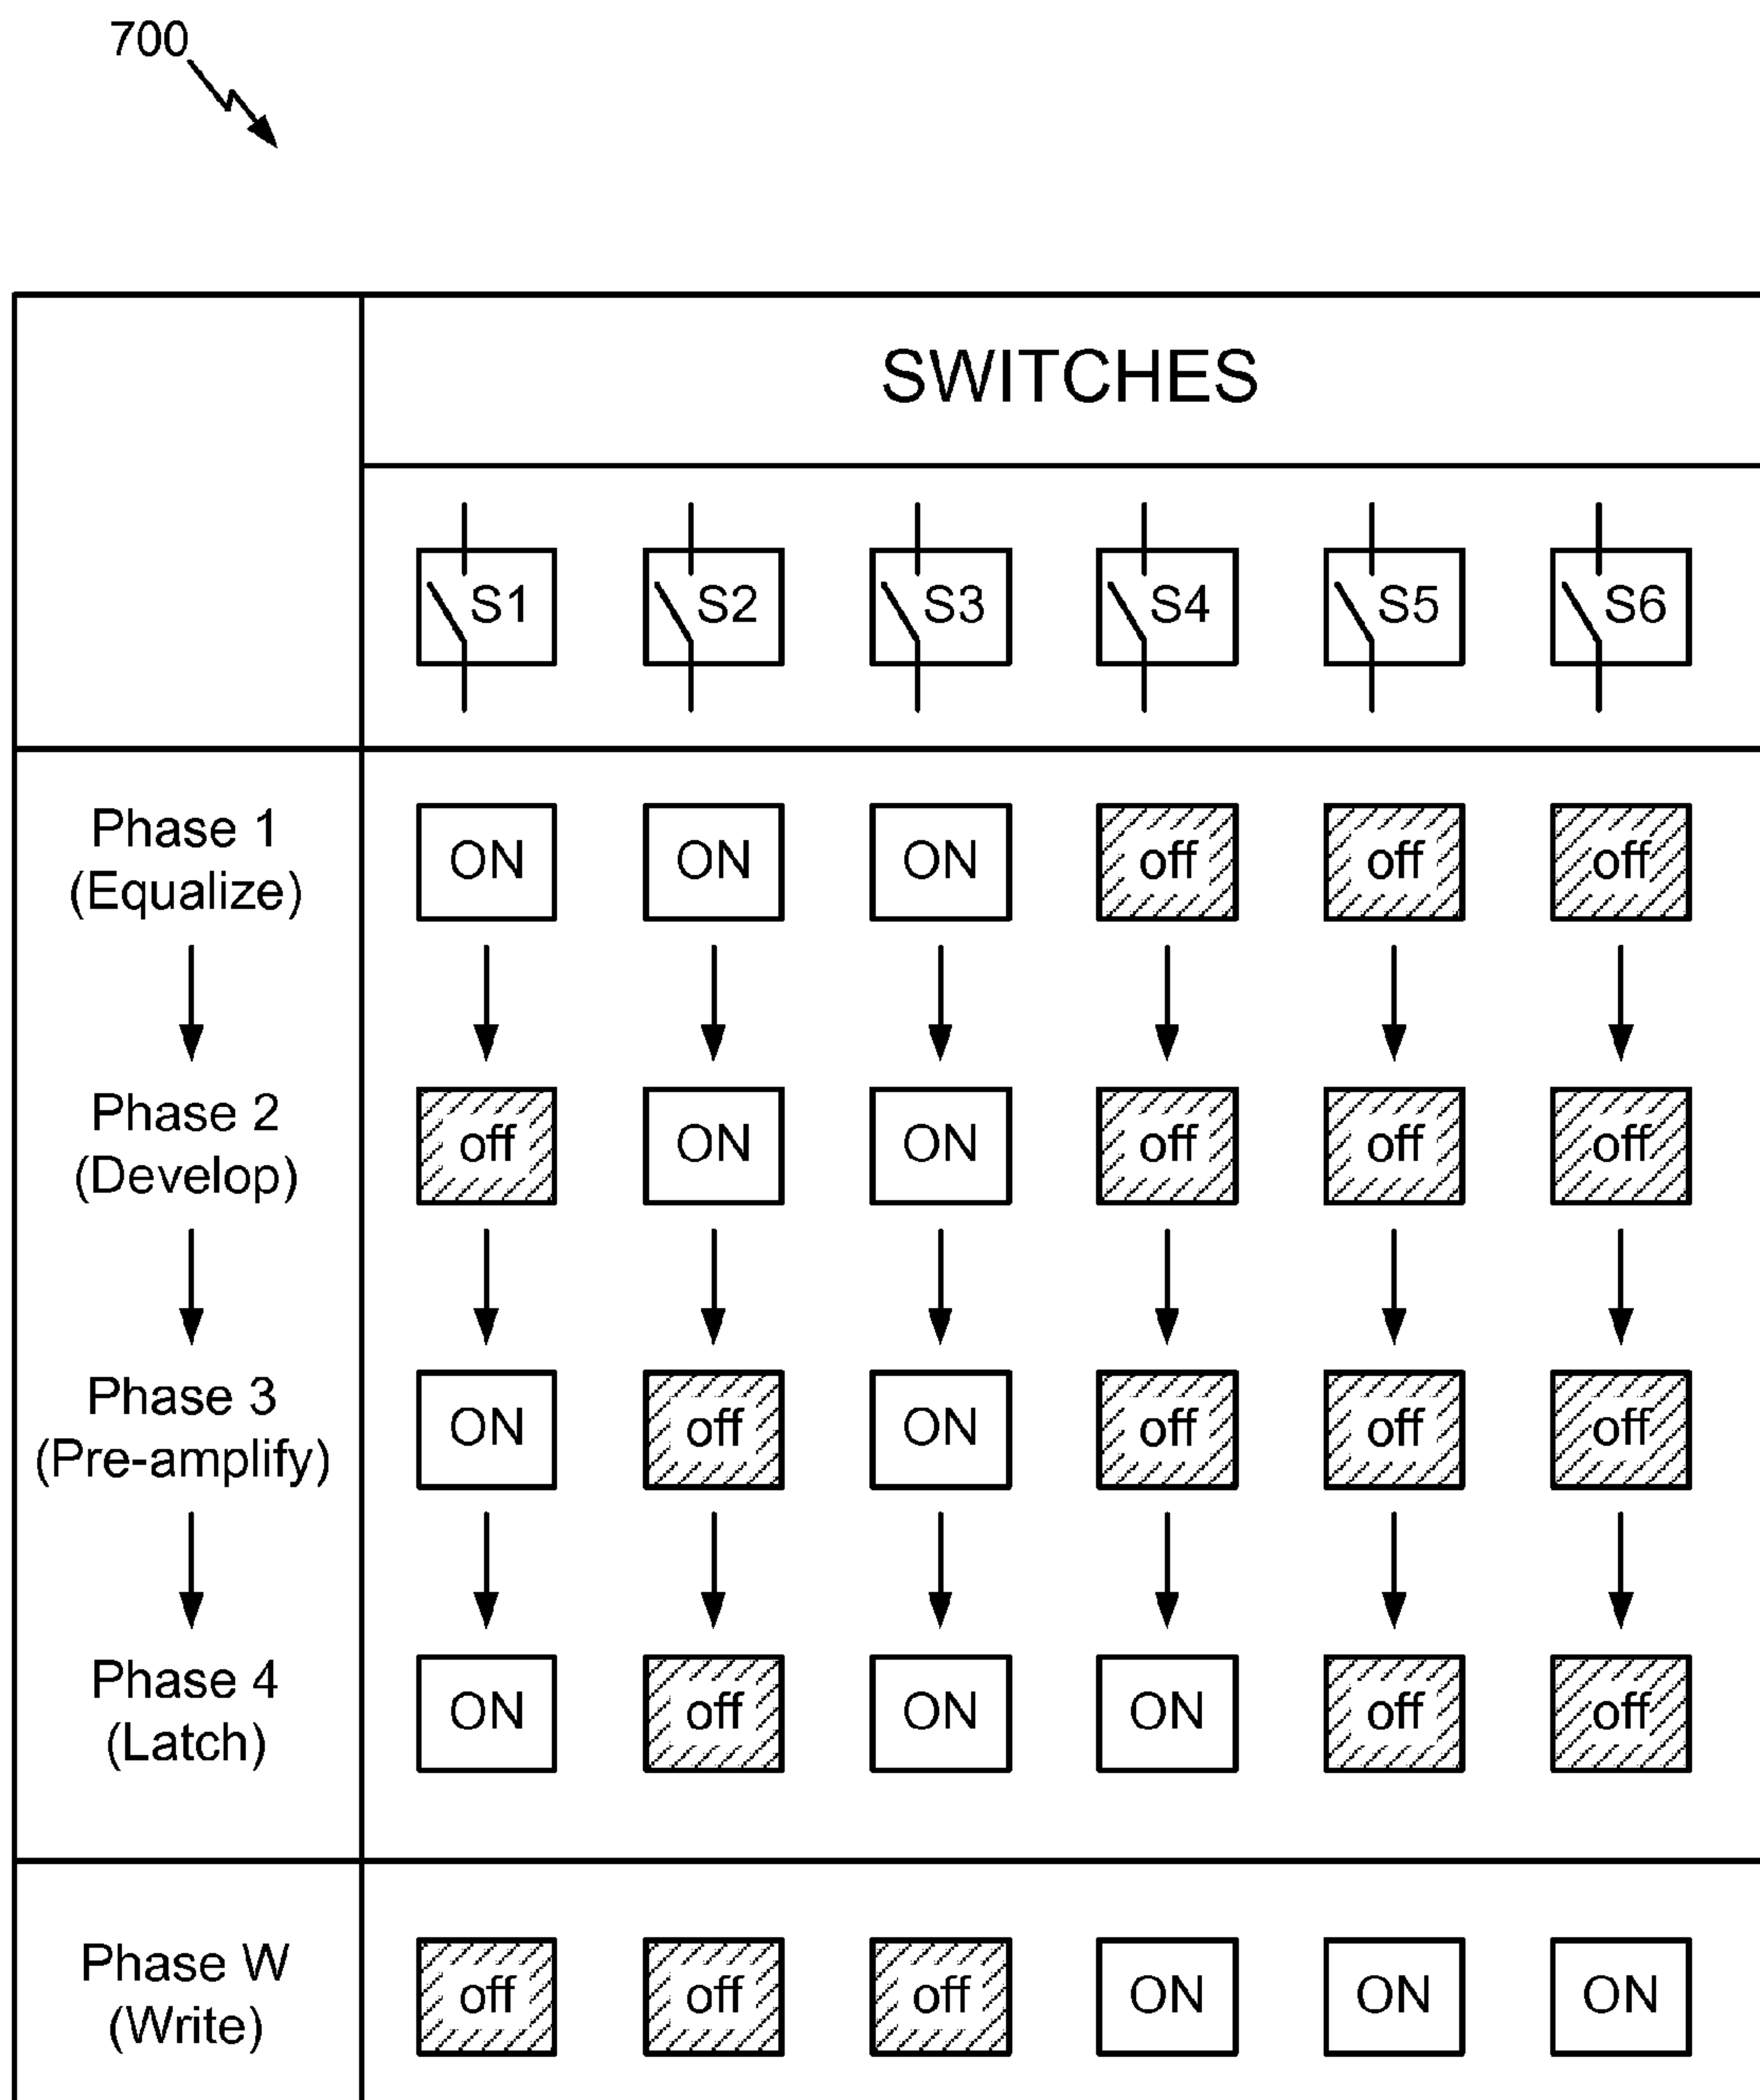 700
SWITCHES
S1 S2 S3 S4 S5 S6
Phase 1
(Equalize)
ON ON ON off off off
Phase 2
(Develop)
off ON ON off off off
Phase 3
(Pre-amplify)
ON off ON off off off
Phase 4
(Latch)
ON off ON ON off off
Phase W
(Write)
off off off ON ON ON